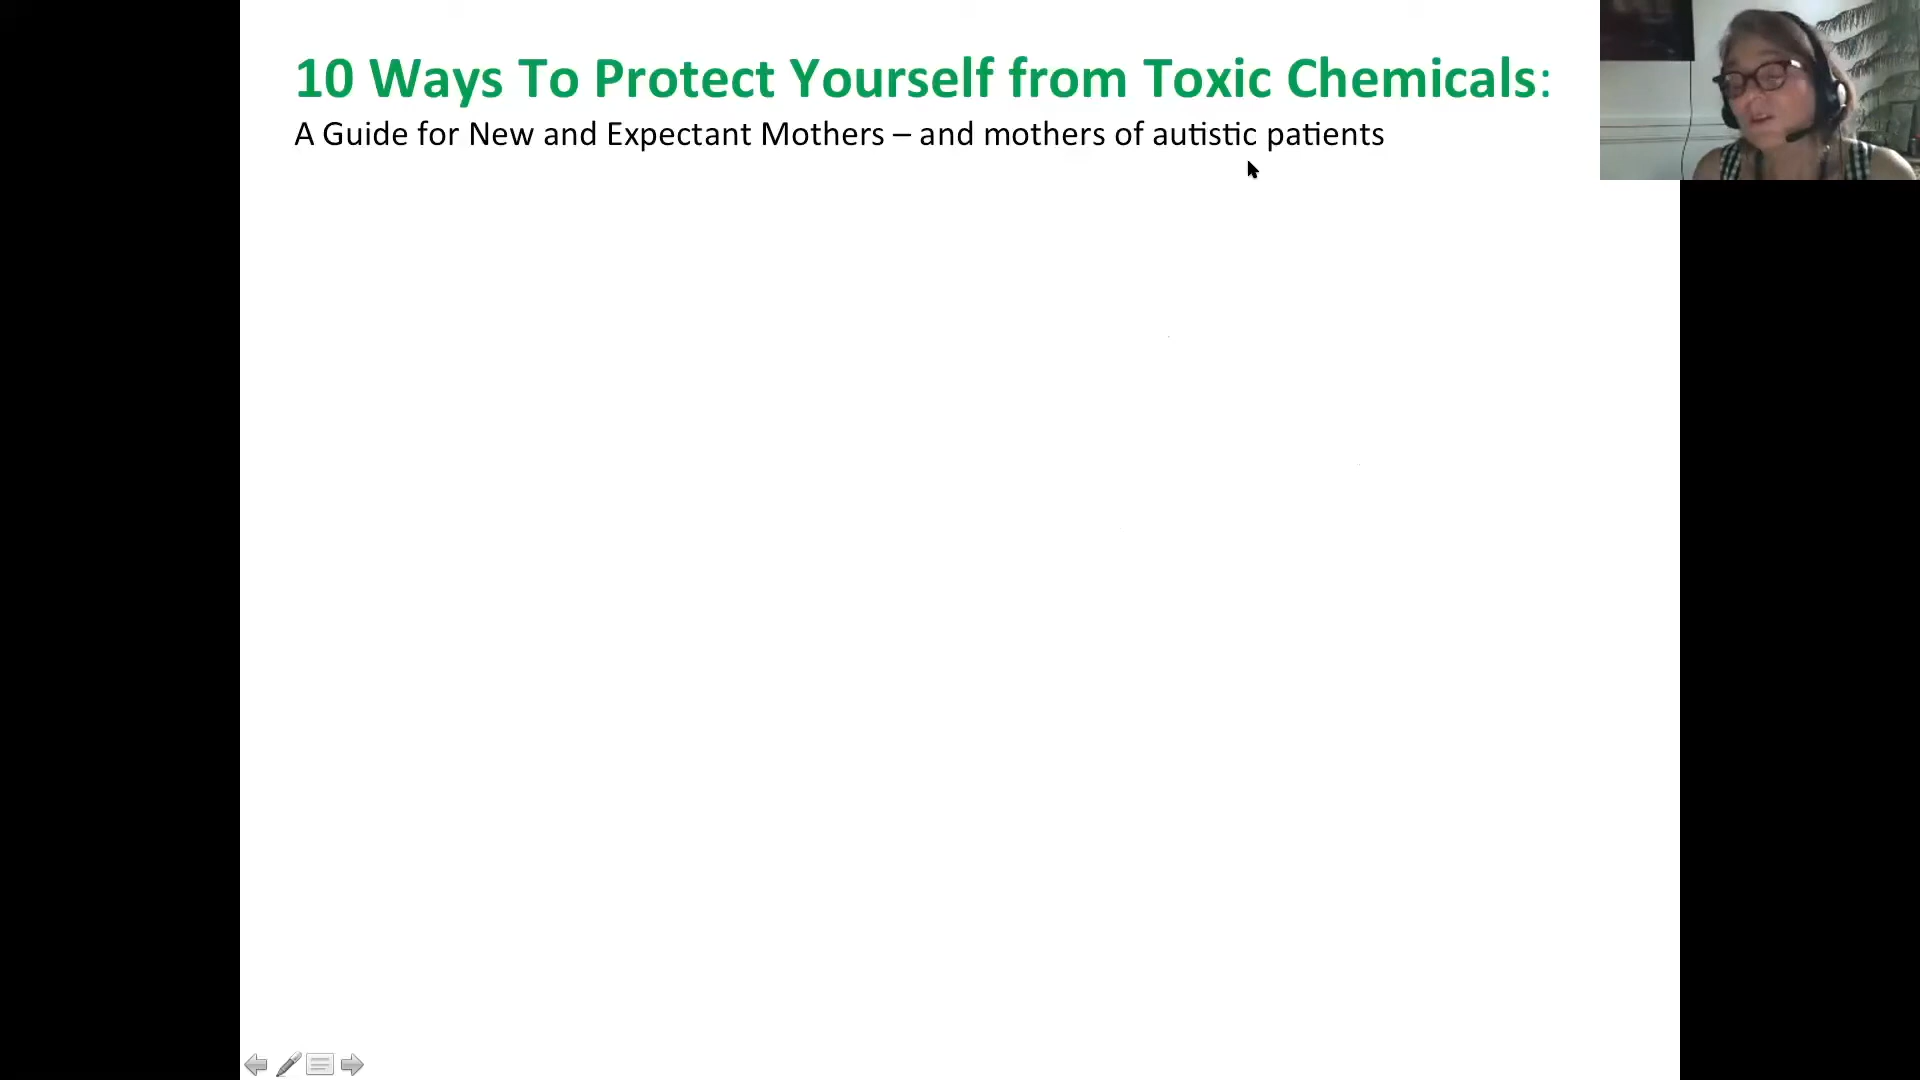 10 Ways To Protect Yourself from Toxic Chemicals:
A Guide for New and Expectant Mothers – and mothers of autistic patients